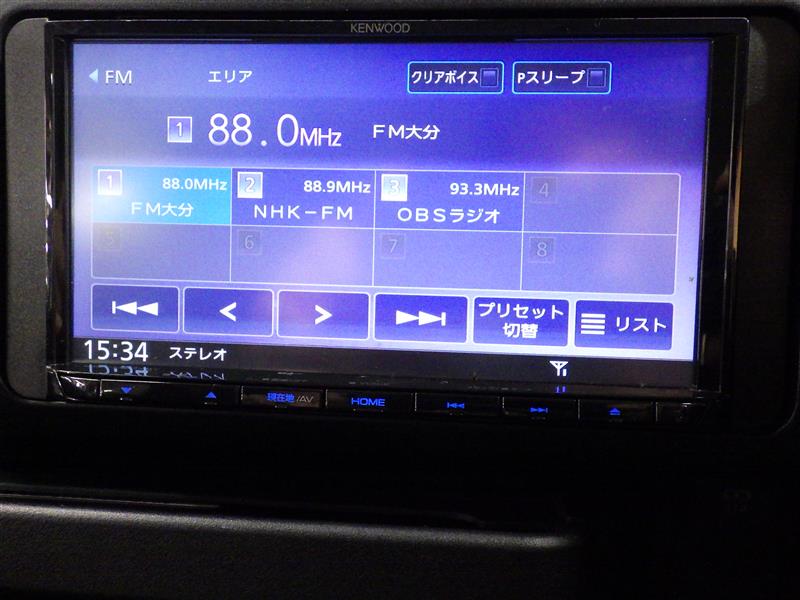 KENWOOD
FM エリア クリアボイス Pスリープ
1 88.0MHz FM大分
1 88.0MHz 2 88.9MHz 3 93.3MHz 4
FM大分 NHK-FM OBSラジオ
5 6 7 8
プリセット切替 リスト
15:34 ステレオ
現在地/AV HOME